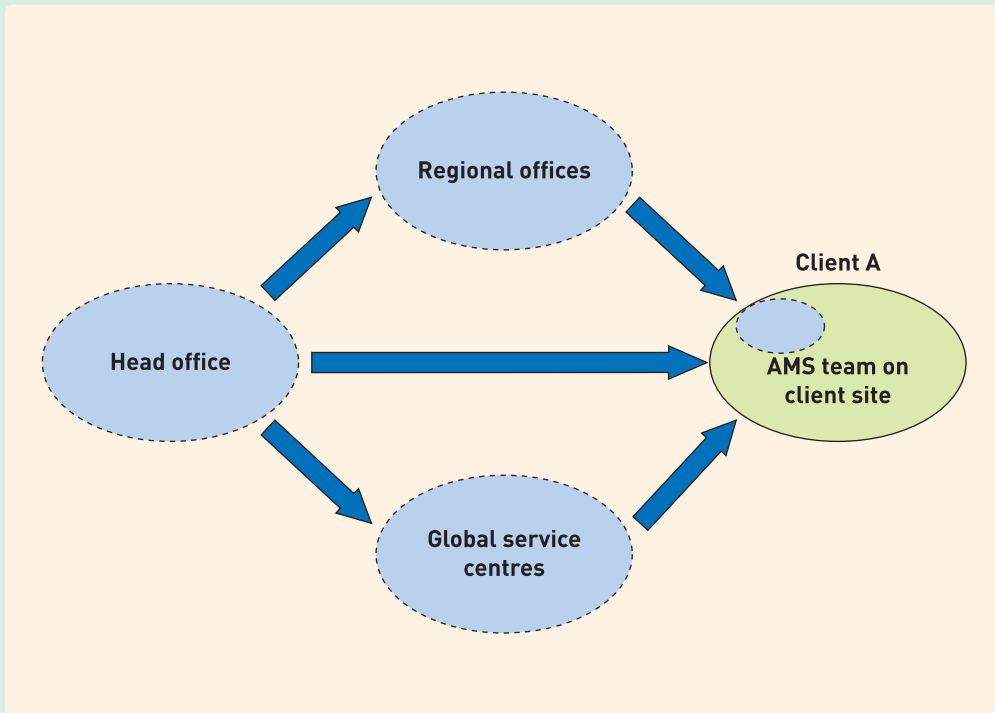 Regional offices
Client A
Head office
AMS team on
client site
Global service
centres